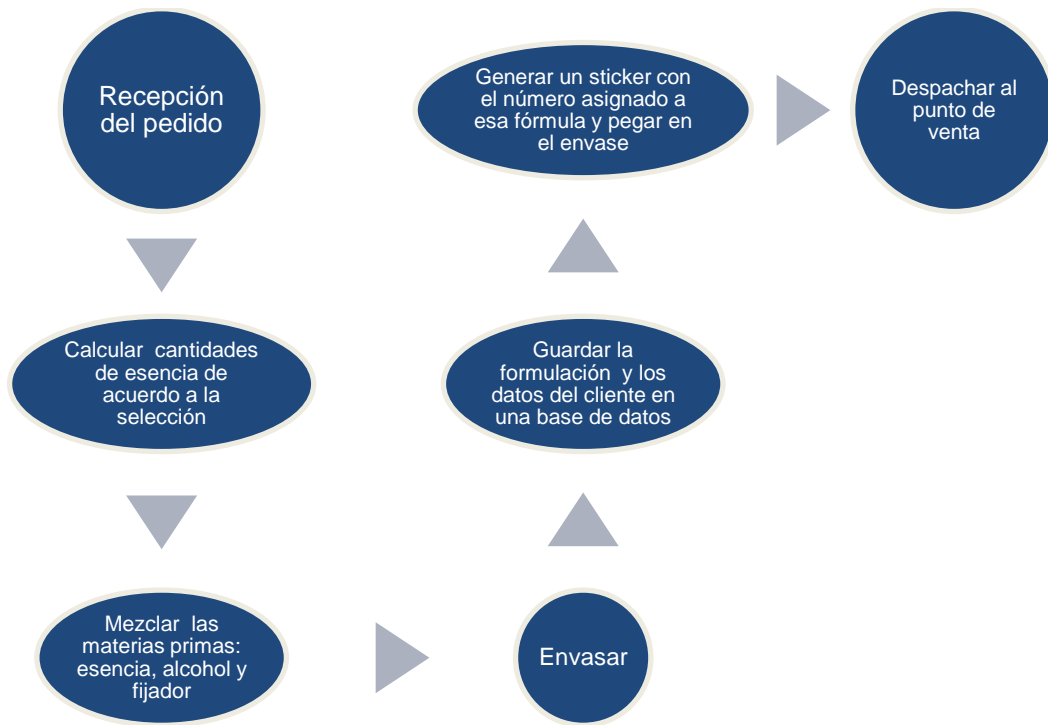 Recepción
del pedido
Calcular cantidades
de esencia de
acuerdo a la
selección
Mezclar las
materias primas:
esencia, alcohol y
fijador
Envasar
Guardar la
formulación y los
datos del cliente en
una base de datos
Generar un sticker con
el número asignado a
esa fórmula y pegar en
el envase
Despachar al
punto de
venta